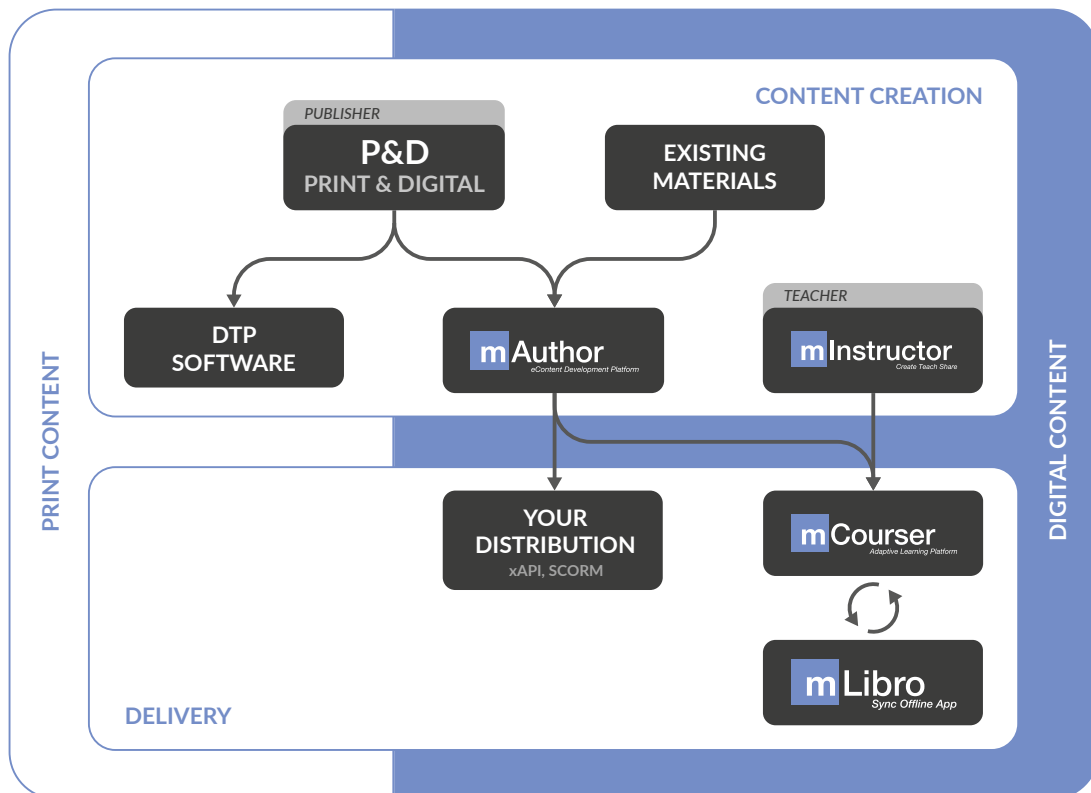 CONTENT CREATION
PUBLISHER
P&D
PRINT & DIGITAL
EXISTING
MATERIALS
TEACHER
DTP
SOFTWARE
mAuthor
eContent Development Platform
mInstructor
Create Teach Share
PRINT CONTENT
DIGITAL CONTENT
YOUR
DISTRIBUTION
xAPI, SCORM
mCourser
Adaptive Learning Platform
mLibro
Sync Offline App
DELIVERY